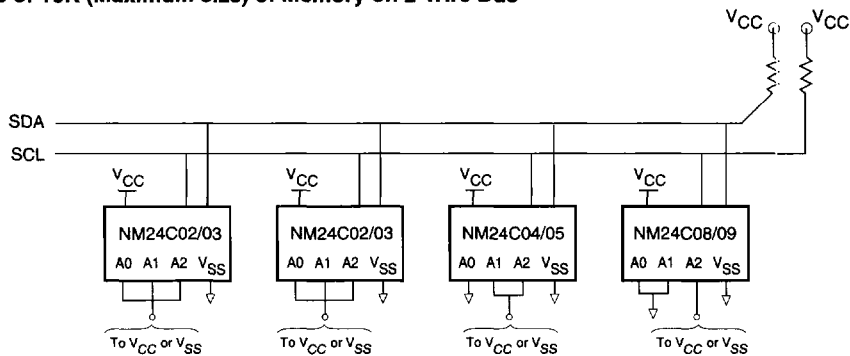 (Maximum Size) of Memory on 2-Wire Bus
VCC VCC
SDA
SCL
VCC VCC VCC VCC
NM24C02/03 NM24C02/03 NM24C04/05 NM24C08/09
A0 A1 A2 VSS A0 A1 A2 VSS A0 A1 A2 VSS A0 A1 A2 VSS
To VCC or VSS To VCC or VSS To VCC or VSS To VCC or VSS